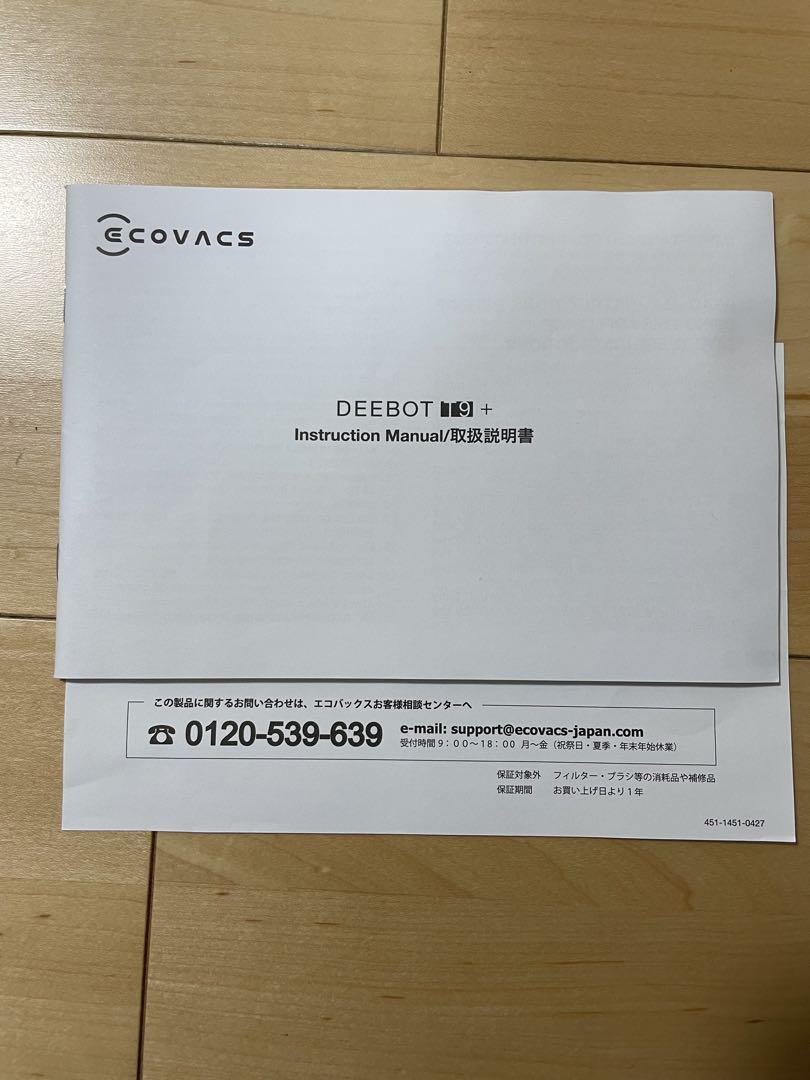 ECOVACS
DEEBOT T9 +
Instruction Manual/取扱説明書
この製品に関するお問い合わせは、エコバックスお客様相談センターへ
☎ 0120-539-639
e-mail: support@ecovacs-japan.com
受付時間 9:00～18:00 月～金（祝祭日・夏季・年末年始休業）
保証対象外 フィルター・ブラシ等の消耗品や補修品
保証期間 お買い上げ日より1年
451-1451-0427